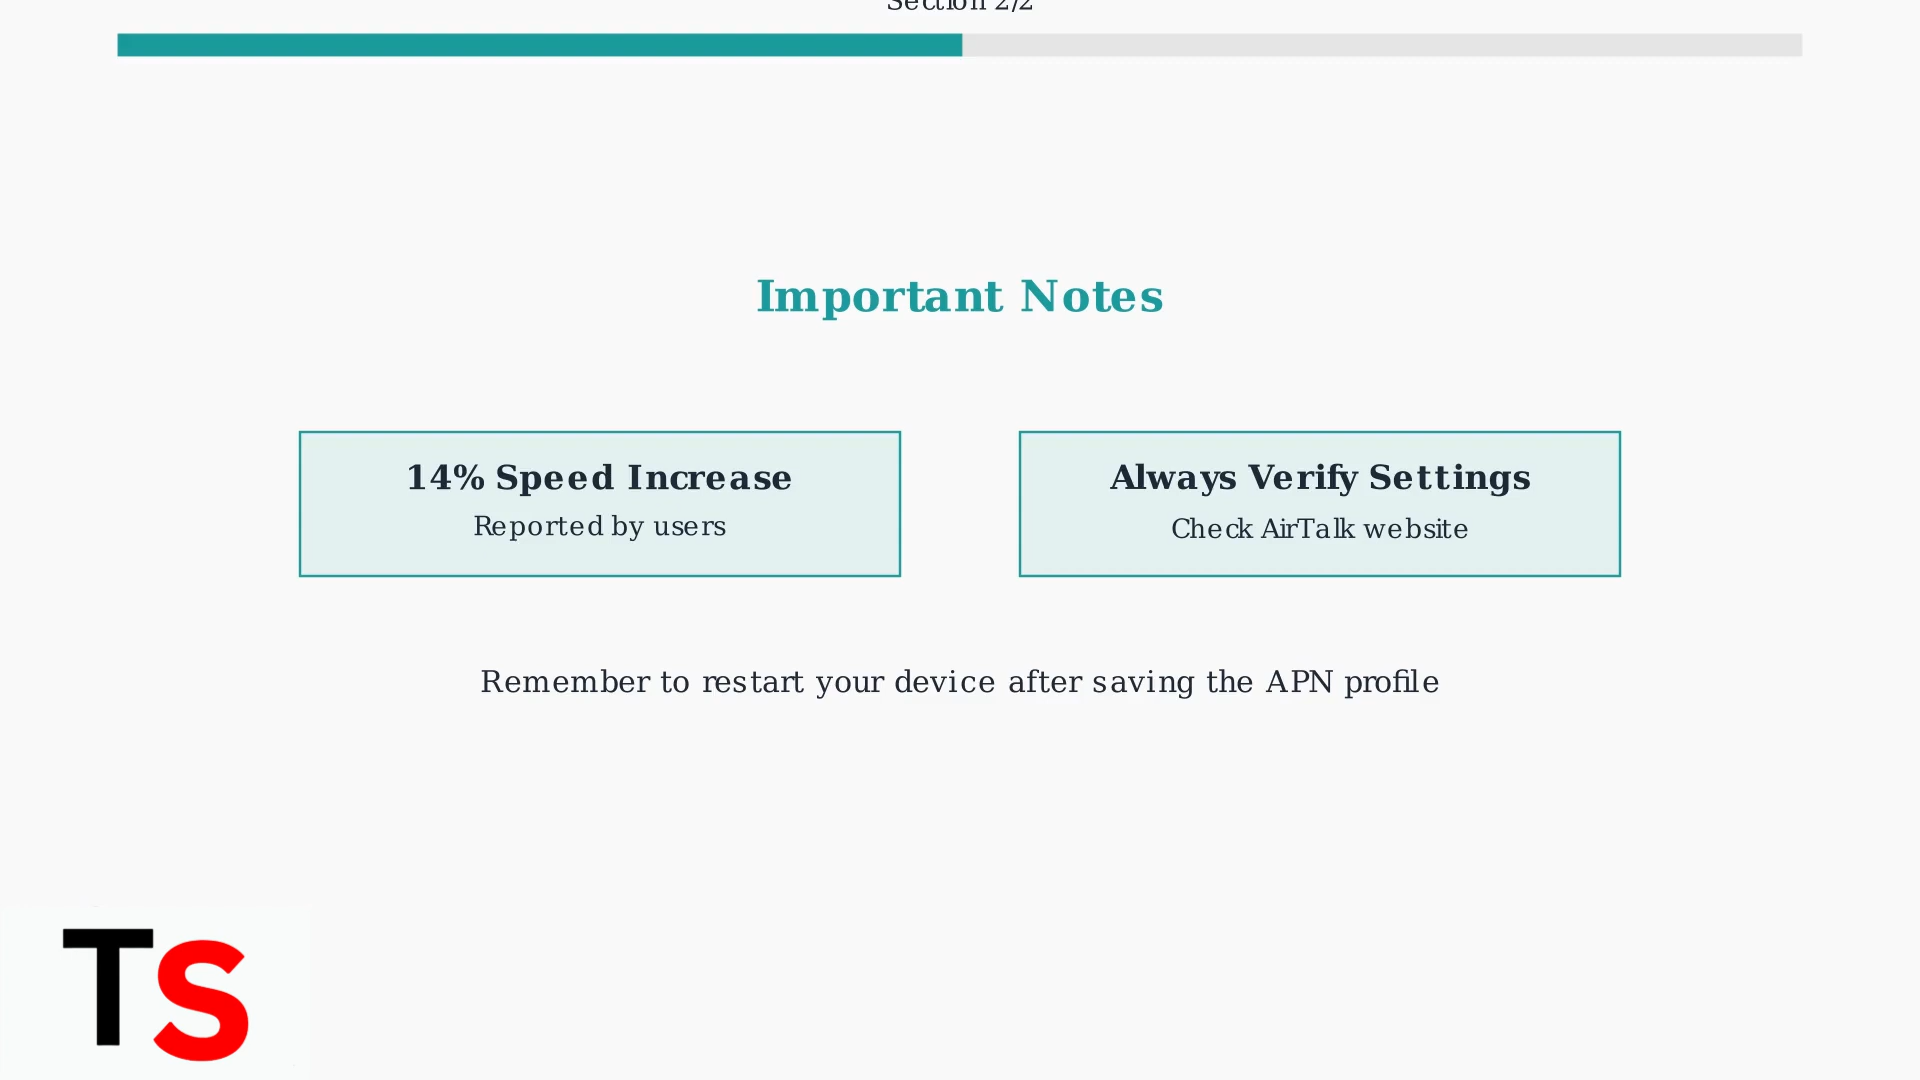 Section 2/2
Important Notes
14% Speed Increase
Reported by users
Always Verify Settings
Check AirTalk website
Remember to restart your device after saving the APN profile
TS